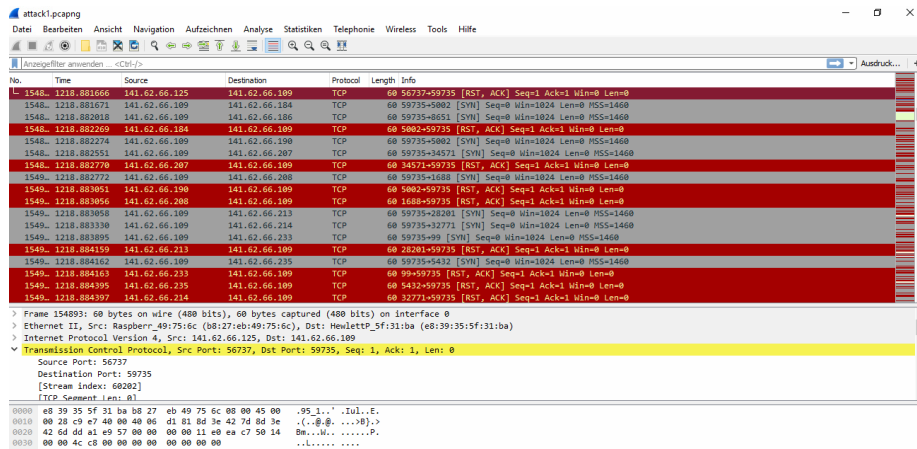 attack1.pcapng
Datei Bearbeiten Ansicht Navigation Aufzeichnen Analyse Statistiken Telephonie Wireless Tools Hilfe
Anzeigefilter anwenden ... <Ctrl-/> Ausdruck... +
No. Time Source Destination Protocol Length Info
1548… 1218.881666 141.62.66.125 141.62.66.109 TCP 60 56737→59735 [RST, ACK] Seq=1 Ack=1 Win=0 Len=0
1548… 1218.881671 141.62.66.109 141.62.66.184 TCP 60 59735→5002 [SYN] Seq=0 Win=1024 Len=0 MSS=1460
1548… 1218.882018 141.62.66.109 141.62.66.186 TCP 60 59735→8651 [SYN] Seq=0 Win=1024 Len=0 MSS=1460
1548… 1218.882269 141.62.66.184 141.62.66.109 TCP 60 5002→59735 [RST, ACK] Seq=1 Ack=1 Win=0 Len=0
1548… 1218.882274 141.62.66.109 141.62.66.190 TCP 60 59735→5002 [SYN] Seq=0 Win=1024 Len=0 MSS=1460
1548… 1218.882551 141.62.66.109 141.62.66.207 TCP 60 59735→34571 [SYN] Seq=0 Win=1024 Len=0 MSS=1460
1548… 1218.882770 141.62.66.207 141.62.66.109 TCP 60 34571→59735 [RST, ACK] Seq=1 Ack=1 Win=0 Len=0
1549… 1218.882772 141.62.66.109 141.62.66.208 TCP 60 59735→1688 [SYN] Seq=0 Win=1024 Len=0 MSS=1460
1549… 1218.883051 141.62.66.190 141.62.66.109 TCP 60 5002→59735 [RST, ACK] Seq=1 Ack=1 Win=0 Len=0
1549… 1218.883056 141.62.66.208 141.62.66.109 TCP 60 1688→59735 [RST, ACK] Seq=1 Ack=1 Win=0 Len=0
1549… 1218.883058 141.62.66.109 141.62.66.213 TCP 60 59735→28201 [SYN] Seq=0 Win=1024 Len=0 MSS=1460
1549… 1218.883330 141.62.66.109 141.62.66.214 TCP 60 59735→32771 [SYN] Seq=0 Win=1024 Len=0 MSS=1460
1549… 1218.883895 141.62.66.109 141.62.66.233 TCP 60 59735→99 [SYN] Seq=0 Win=1024 Len=0 MSS=1460
1549… 1218.884159 141.62.66.213 141.62.66.109 TCP 60 28201→59735 [RST, ACK] Seq=1 Ack=1 Win=0 Len=0
1549… 1218.884162 141.62.66.109 141.62.66.235 TCP 60 59735→5432 [SYN] Seq=0 Win=1024 Len=0 MSS=1460
1549… 1218.884163 141.62.66.233 141.62.66.109 TCP 60 99→59735 [RST, ACK] Seq=1 Ack=1 Win=0 Len=0
1549… 1218.884395 141.62.66.235 141.62.66.109 TCP 60 5432→59735 [RST, ACK] Seq=1 Ack=1 Win=0 Len=0
1549… 1218.884397 141.62.66.214 141.62.66.109 TCP 60 32771→59735 [RST, ACK] Seq=1 Ack=1 Win=0 Len=0
Frame 154893: 60 bytes on wire (480 bits), 60 bytes captured (480 bits) on interface 0
Ethernet II, Src: Raspberr_49:75:6c (b8:27:eb:49:75:6c), Dst: HewlettP_5f:31:ba (e8:39:35:5f:31:ba)
Internet Protocol Version 4, Src: 141.62.66.125, Dst: 141.62.66.109
Transmission Control Protocol, Src Port: 56737, Dst Port: 59735, Seq: 1, Ack: 1, Len: 0
Source Port: 56737
Destination Port: 59735
[Stream index: 60202]
[TCP Segment Len: 0]
0000 e8 39 35 5f 31 ba b8 27 eb 49 75 6c 08 00 45 00 .95_1..' .Iul..E.
0010 00 28 c9 e7 40 00 40 06 d1 81 8d 3e 42 7d 8d 3e .(..@.@. ...>B}.>
0020 42 6d dd a1 e9 57 00 00 00 00 11 e0 ea c7 50 14 Bm...W.. ......P.
0030 00 00 4c c8 00 00 00 00 00 00 00 00 ..L..... ....